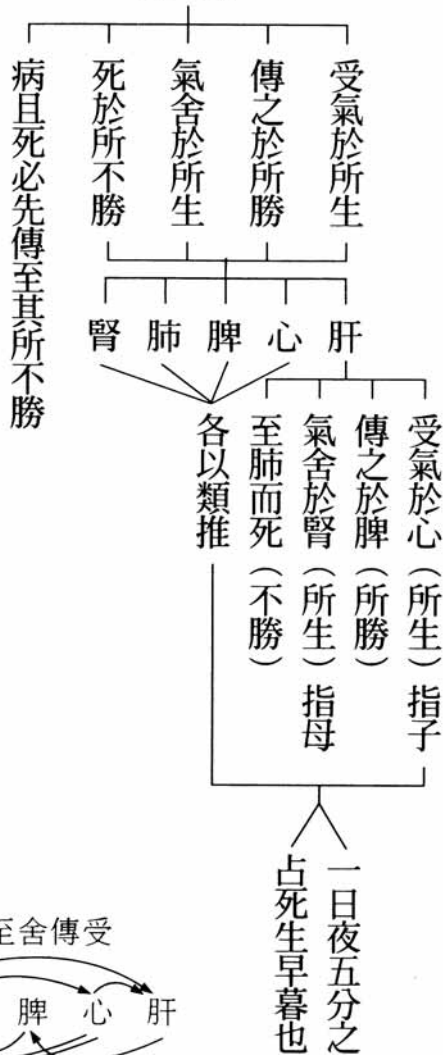 受氣於所生
傳之於所勝
氣舍於所生
死於所不勝
病且死必先傳至其所不勝
肝
心
脾
肺
腎
受氣於心（所生）指子
傳之於脾（所勝）
氣舍於腎（所生）指母
至肺而死（不勝）
各以類推
一日夜五分之
占死生早暮也
至舍傳受
脾 心 肝